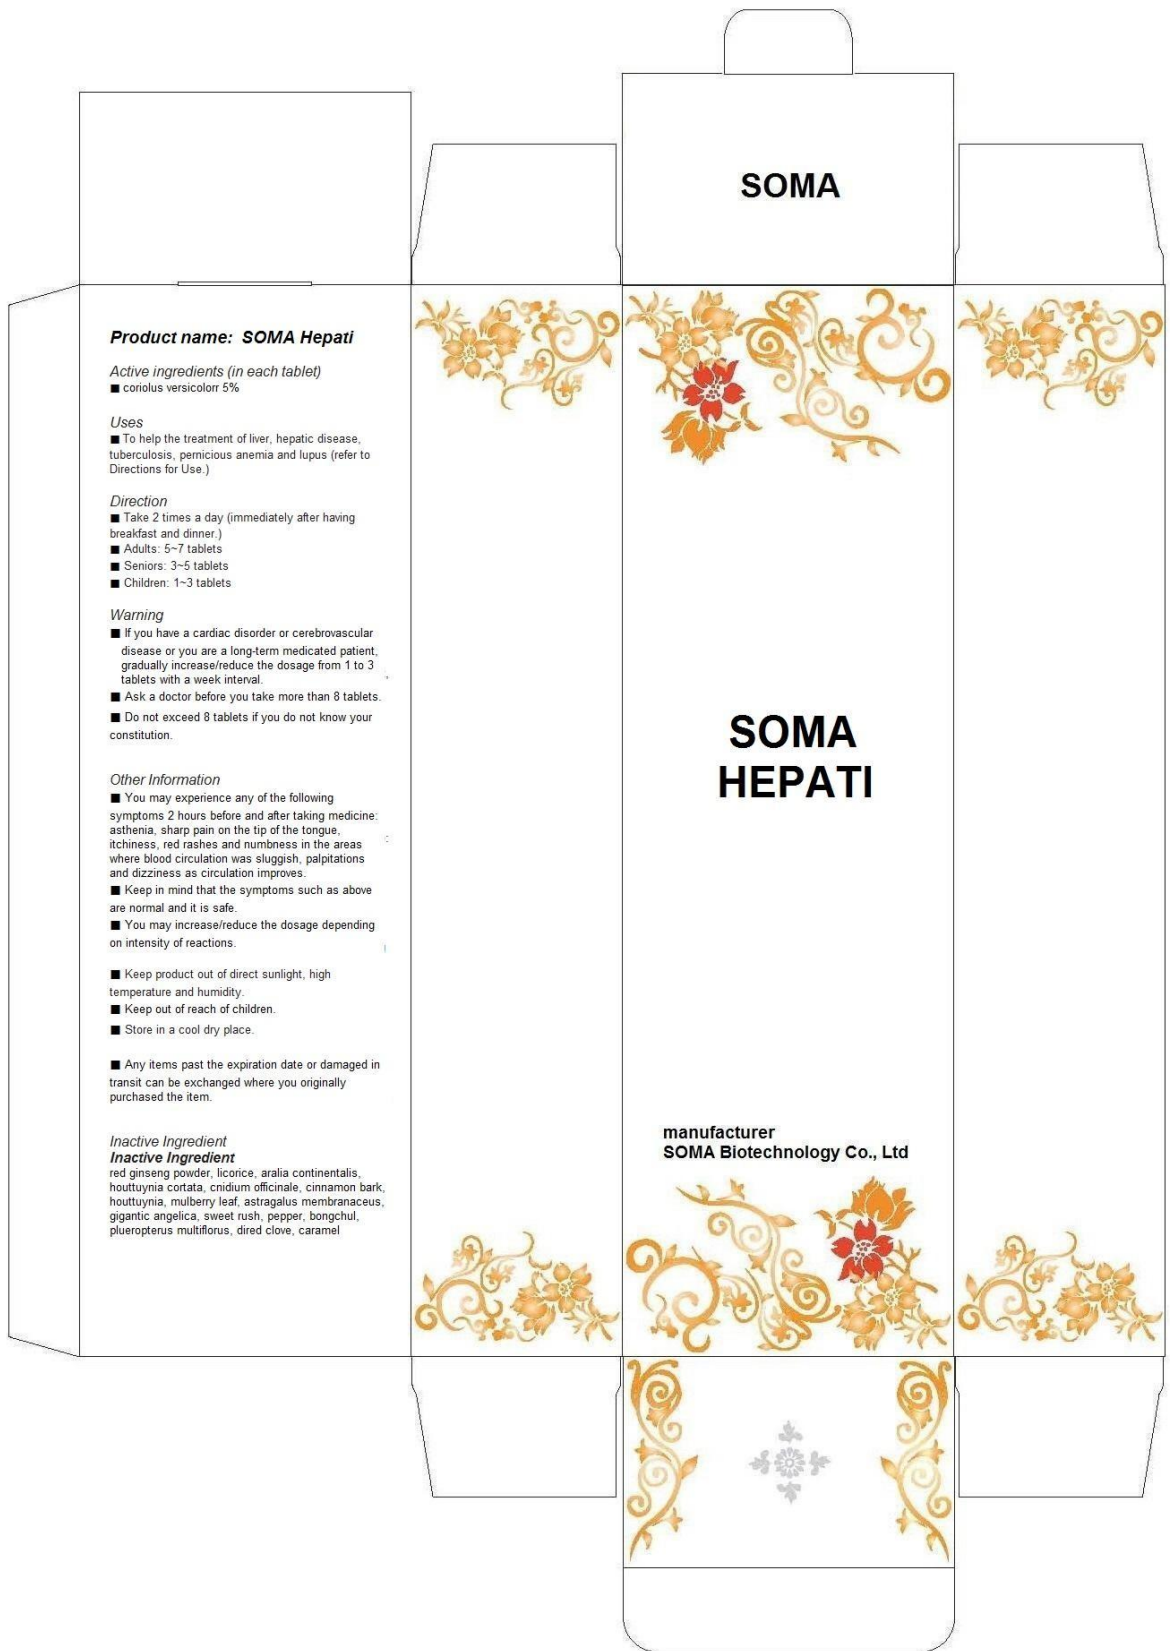 SOMA
Product name:  SOMA Hepati
Active ingredients (in each tablet)
■ coriolus versicolorr 5%
Uses
■ To help the treatment of liver, hepatic disease,
tuberculosis, pernicious anemia and lupus (refer to
Directions for Use.)
Direction
■ Take 2 times a day (immediately after having
breakfast and dinner.)
■ Adults: 5~7 tablets
■ Seniors: 3~5 tablets
■ Children: 1~3 tablets
Warning
■ If you have a cardiac disorder or cerebrovascular
disease or you are a long-term medicated patient,
gradually increase/reduce the dosage from 1 to 3
tablets with a week interval.
■ Ask a doctor before you take more than 8 tablets.
■ Do not exceed 8 tablets if you do not know your
constitution.
Other Information
■ You may experience any of the following
symptoms 2 hours before and after taking medicine:
asthenia, sharp pain on the tip of the tongue,
itchiness, red rashes and numbness in the areas
where blood circulation was sluggish, palpitations
and dizziness as circulation improves.
■ Keep in mind that the symptoms such as above
are normal and it is safe.
■ You may increase/reduce the dosage depending
on intensity of reactions.
■ Keep product out of direct sunlight, high
temperature and humidity.
■ Keep out of reach of children.
■ Store in a cool dry place.
■ Any items past the expiration date or damaged in
transit can be exchanged where you originally
purchased the item.
Inactive Ingredient
Inactive Ingredient
red ginseng powder, licorice, aralia continentalis,
houttuynia cortata, cnidium officinale, cinnamon bark,
houttuynia, mulberry leaf, astragalus membranaceus,
gigantic angelica, sweet rush, pepper, bongchul,
plueropterus multiflorus, dired clove, caramel
SOMA
HEPATI
manufacturer
SOMA Biotechnology Co., Ltd